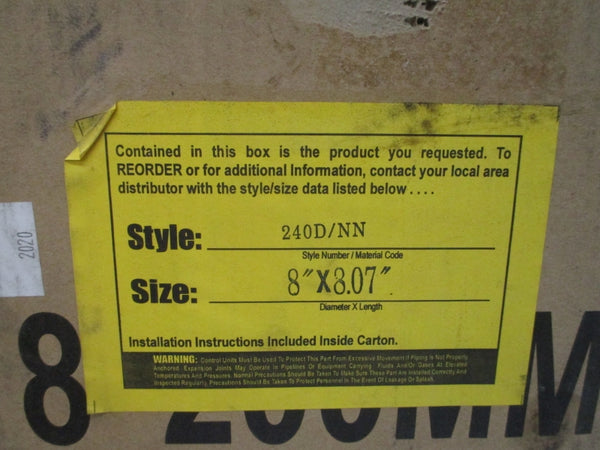 Contained in this box is the product you requested. To
REORDER or for additional Information, contact your local area
distributor with the style/size data listed below . . . .
Style: 240D/NN
Style Number / Material Code
Size: 8"X8.07"
Diameter X Length
Installation Instructions Included Inside Carton.
WARNING: Control Units Must Be Used To Protect This Part From Excessive Movement If Piping Is Not Properly
Anchored. Expansion Joints May Operate In Pipelines Or Equipment Carrying Fluids And/Or Gases At Elevated
Temperatures And Pressures. Normal Precautions Should Be Taken To Make Sure These Part Are Installed Correctly And
Inspected Regularly. Precautions Should Be Taken To Protect Personnel In The Event Of Leakage Or Splash.
2020
8 200MM